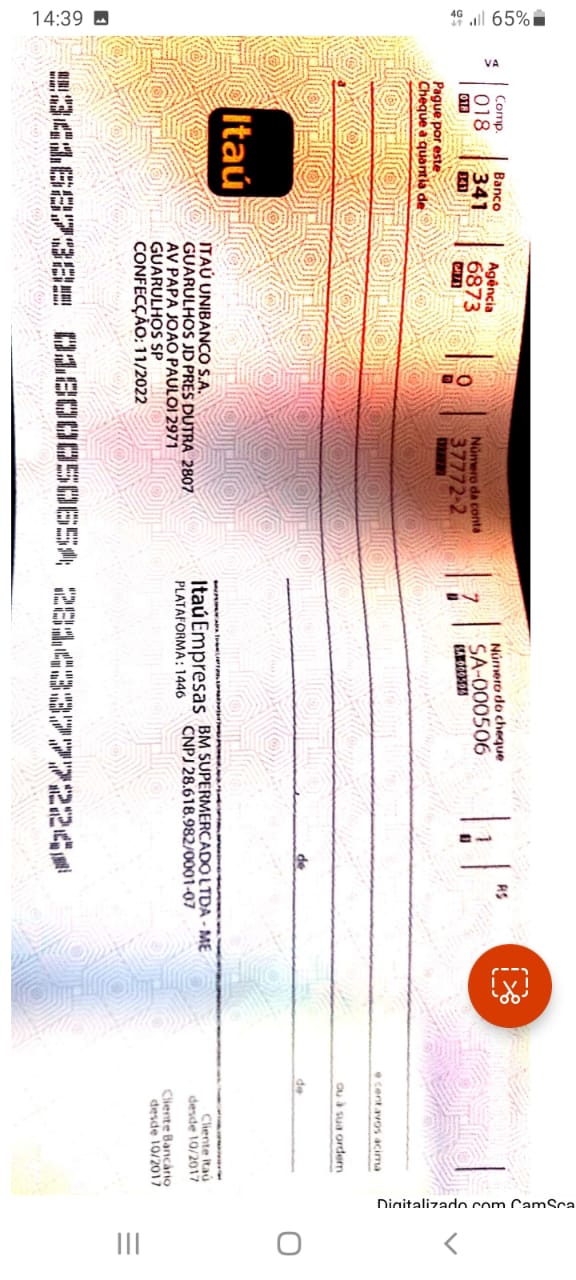 4G 65%
14:39
Digitalizado com CamSca
VA
Comp.
018
018
Banco
341
341
Agência
6873
6873
0
0
Número da conta
37772-2
7
7
Número do cheque
SA-000506
SA-000506
1
R$
Pague por este
Cheque a quantia de
e centavos acima
a
ou à sua ordem
, de de
Itaú
ITAÚ UNIBANCO S.A.
GUARULHOS JD PRES DUTRA 2807
AV PAPA JOAO PAULOI 2971
GUARULHOS SP
CONFECÇÃO: 11/2022
Itaú Empresas
PLATAFORMA: 1446
BM SUPERMERCADO LTDA - ME
CNPJ 28.618.982/0001-07
Cliente Itaú
desde 10/2017
Cliente Bancário
desde 10/2017
34168738 0180005065